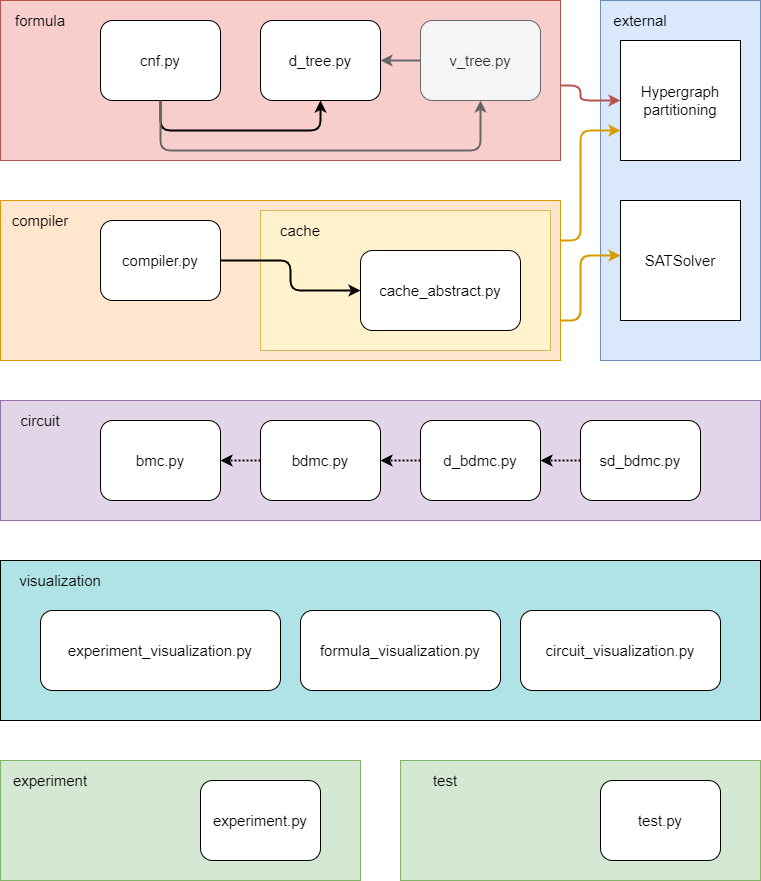 formula
cnf.py
d_tree.py
v_tree.py
external
Hypergraph
partitioning
compiler
compiler.py
cache
cache_abstract.py
SATSolver
circuit
bmc.py
bdmc.py
d_bdmc.py
sd_bdmc.py
visualization
experiment_visualization.py
formula_visualization.py
circuit_visualization.py
experiment
experiment.py
test
test.py